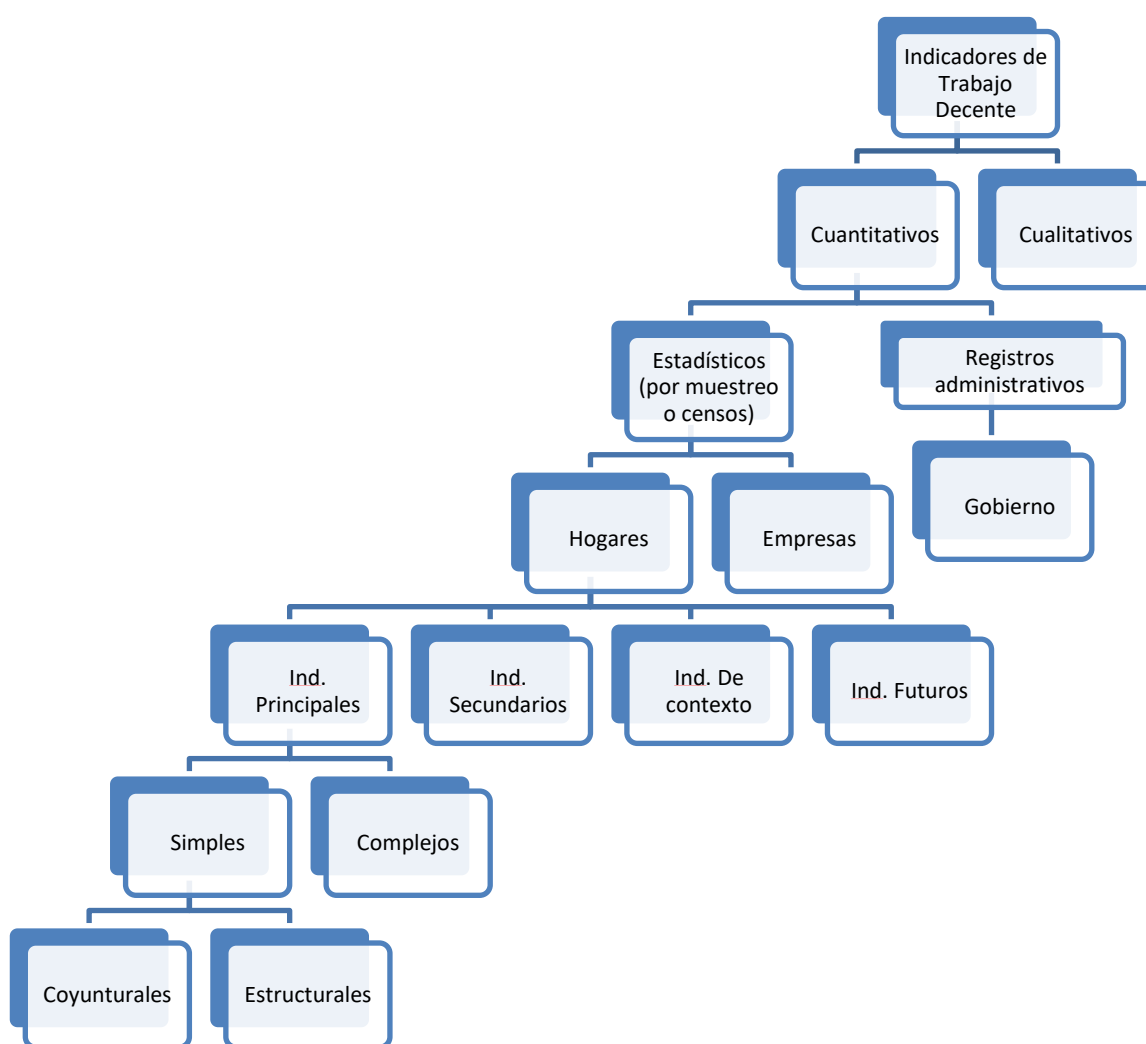 Indicadores de
Trabajo
Decente
Cuantitativos
Cualitativos
Estadísticos
(por muestreo
o censos)
Registros
administrativos
Hogares
Empresas
Gobierno
Ind.
Principales
Ind.
Secundarios
Ind. De
contexto
Ind. Futuros
Simples
Complejos
Coyunturales
Estructurales